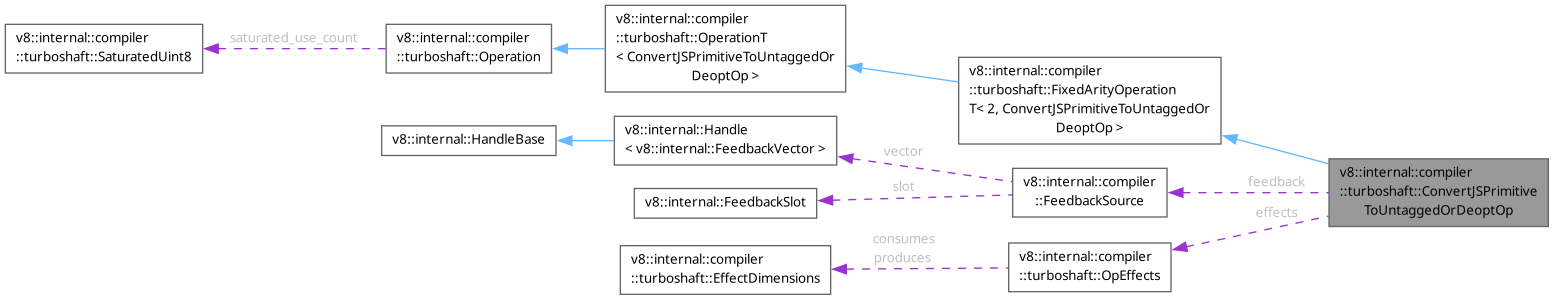 v8::internal::compiler
::turboshaft::SaturatedUint8
saturated_use_count
v8::internal::compiler
::turboshaft::Operation
v8::internal::compiler
::turboshaft::OperationT
< ConvertJSPrimitiveToUntaggedOr
DeoptOp >
v8::internal::compiler
::turboshaft::FixedArityOperation
T< 2, ConvertJSPrimitiveToUntaggedOr
DeoptOp >
v8::internal::HandleBase
v8::internal::Handle
< v8::internal::FeedbackVector >
vector
slot
v8::internal::FeedbackSlot
v8::internal::compiler
::FeedbackSource
feedback
effects
v8::internal::compiler
::turboshaft::ConvertJSPrimitive
ToUntaggedOrDeoptOp
v8::internal::compiler
::turboshaft::EffectDimensions
consumes
produces
v8::internal::compiler
::turboshaft::OpEffects